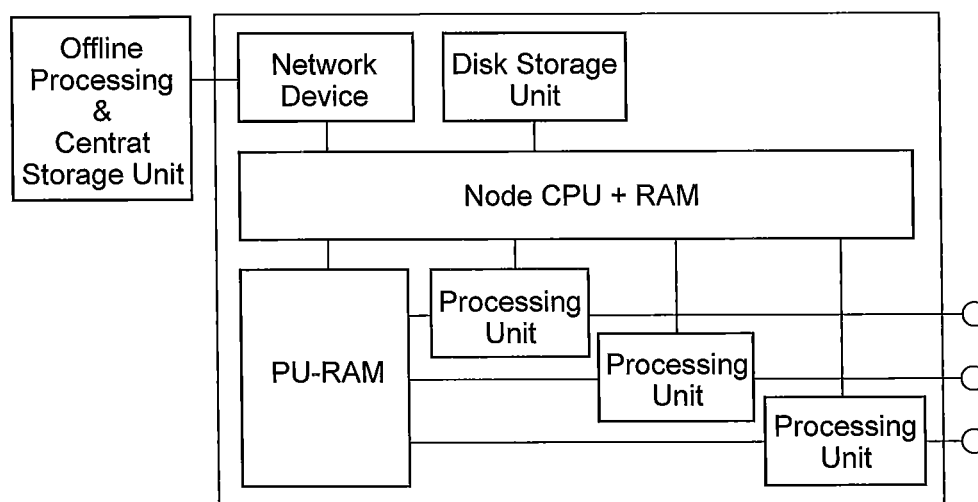 Offline
Processing
&
Centrat
Storage Unit
Network
Device
Disk Storage
Unit
Node CPU + RAM
PU-RAM
Processing
Unit
Processing
Unit
Processing
Unit